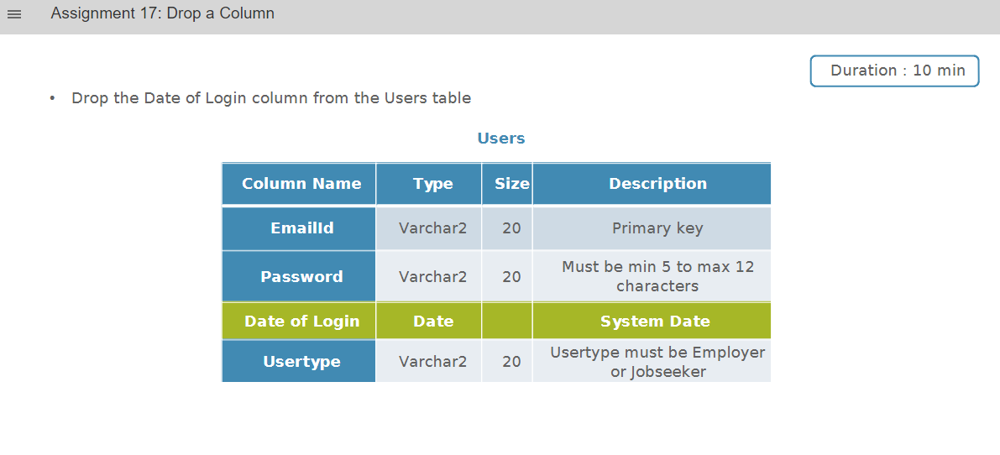 Assignment 17: Drop a Column
Duration : 10 min
• Drop the Date of Login column from the Users table
Users
Column Name Type Size Description
EmailId Varchar2 20 Primary key
Password Varchar2 20 Must be min 5 to max 12
characters
Date of Login Date System Date
Usertype Varchar2 20 Usertype must be Employer
or Jobseeker